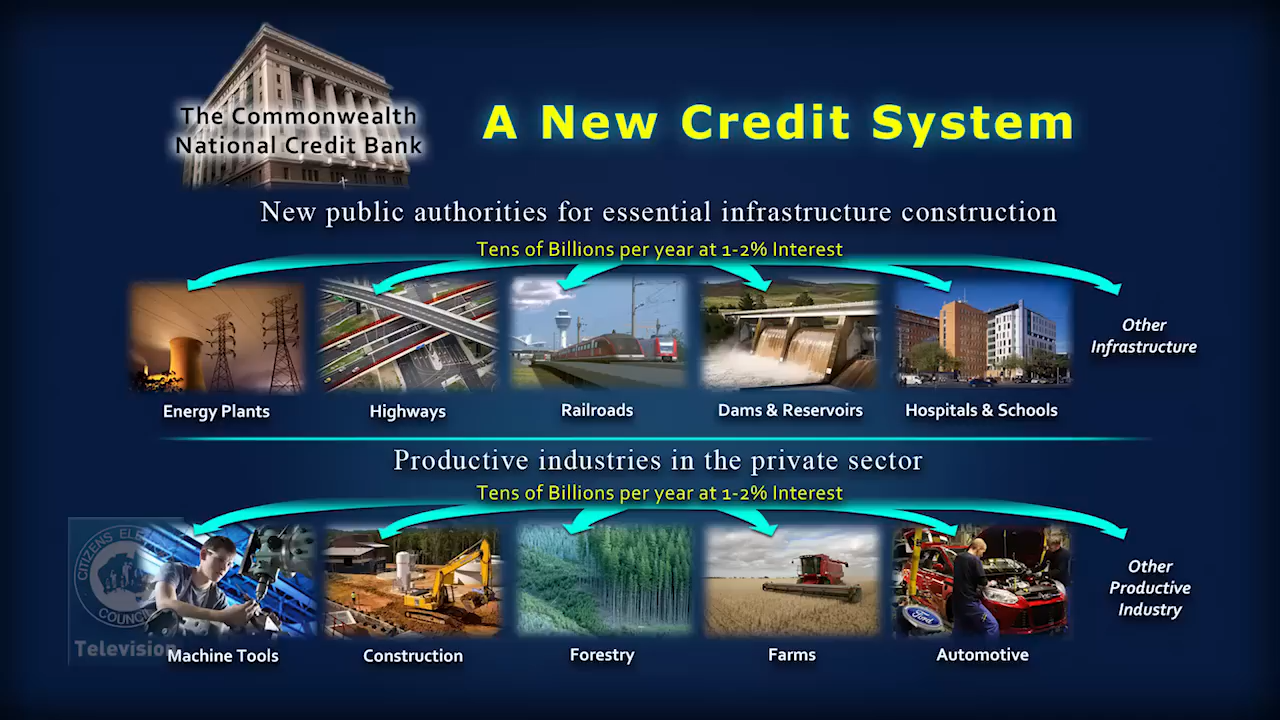 The Commonwealth
National Credit Bank
A New Credit System
New public authorities for essential infrastructure construction
Tens of Billions per year at 1-2% Interest
Other
Infrastructure
Energy Plants
Highways
Railroads
Dams & Reservoirs
Hospitals & Schools
Productive industries in the private sector
Tens of Billions per year at 1-2% Interest
CITIZENS
COUNCIL
Television
Ford
Other
Productive
Industry
Machine Tools
Construction
Forestry
Farms
Automotive